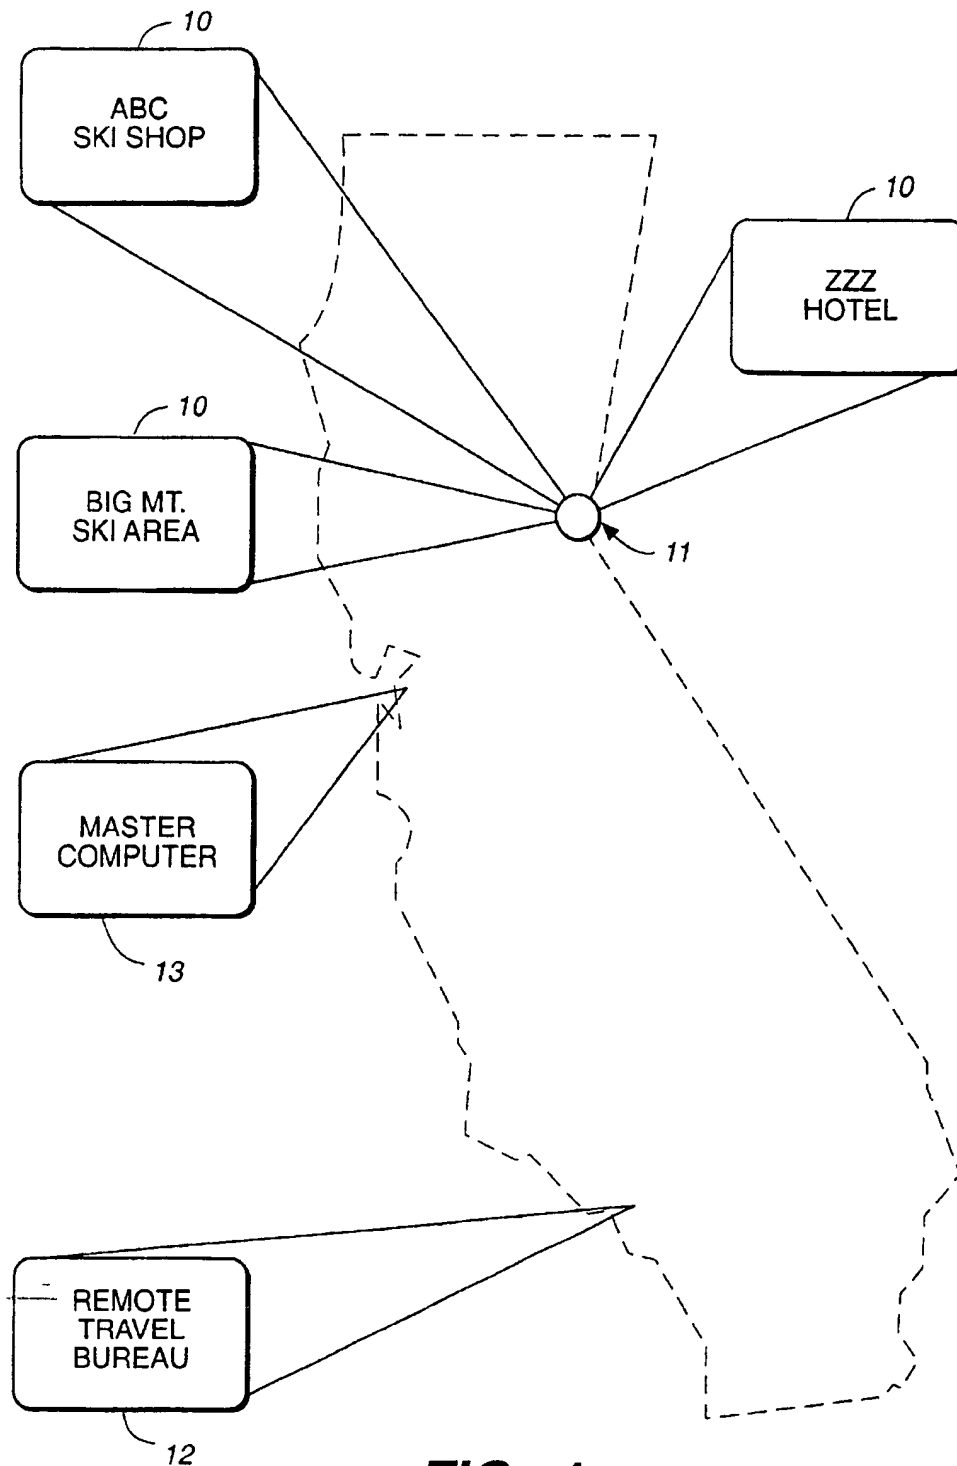 10
ABC
SKI SHOP
10
ZZZ
HOTEL
10
BIG MT.
SKI AREA
11
MASTER
COMPUTER
13
REMOTE
TRAVEL
BUREAU
12